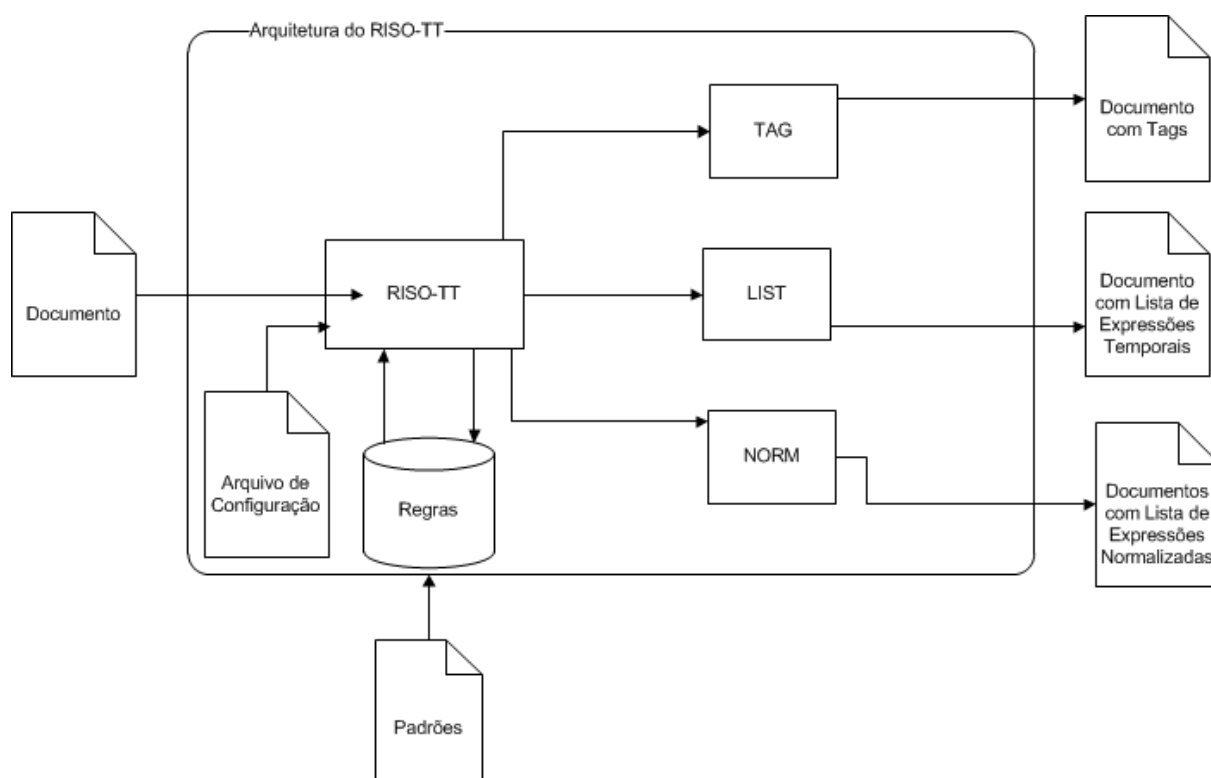 Arquitetura do RISO-TT
TAG
Documento
com Tags
RISO-TT
LIST
Documento
Documento
com Lista de
Expressões
Temporais
Arquivo de
Configuração
Regras
NORM
Documentos
com Lista de
Expressões
Normalizadas
Padrões